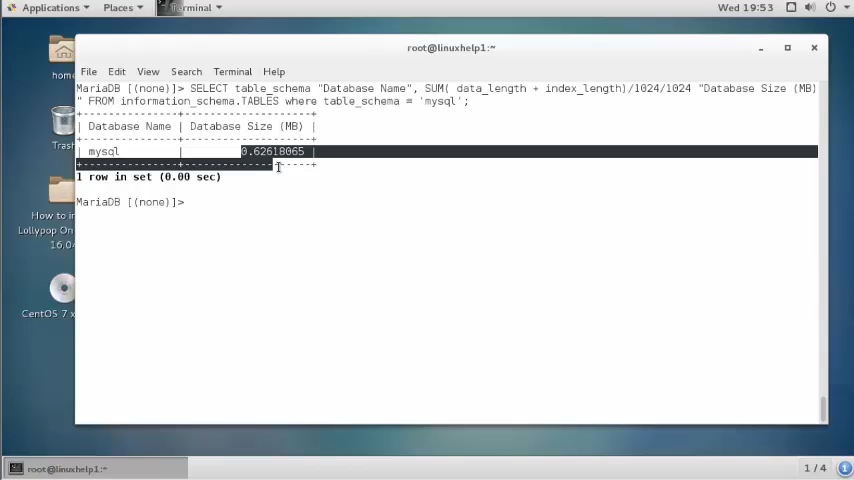 Applications Places Terminal Wed 19:53
root@linuxhelp1:~
File Edit View Search Terminal Help
MariaDB [(none)]> SELECT table_schema "Database Name", SUM( data_length + index_length)/1024/1024 "Database Size (MB)
" FROM information_schema.TABLES where table_schema = 'mysql';
+---------------+--------------------+
| Database Name | Database Size (MB) |
+---------------+--------------------+
| mysql | 0.62618065 |
+---------------+--------------------+
1 row in set (0.00 sec)
MariaDB [(none)]>
home
Trash
How to in
Lollypop On
16.04
CentOS 7 x
root@linuxhelp1:~ 1 / 4 1